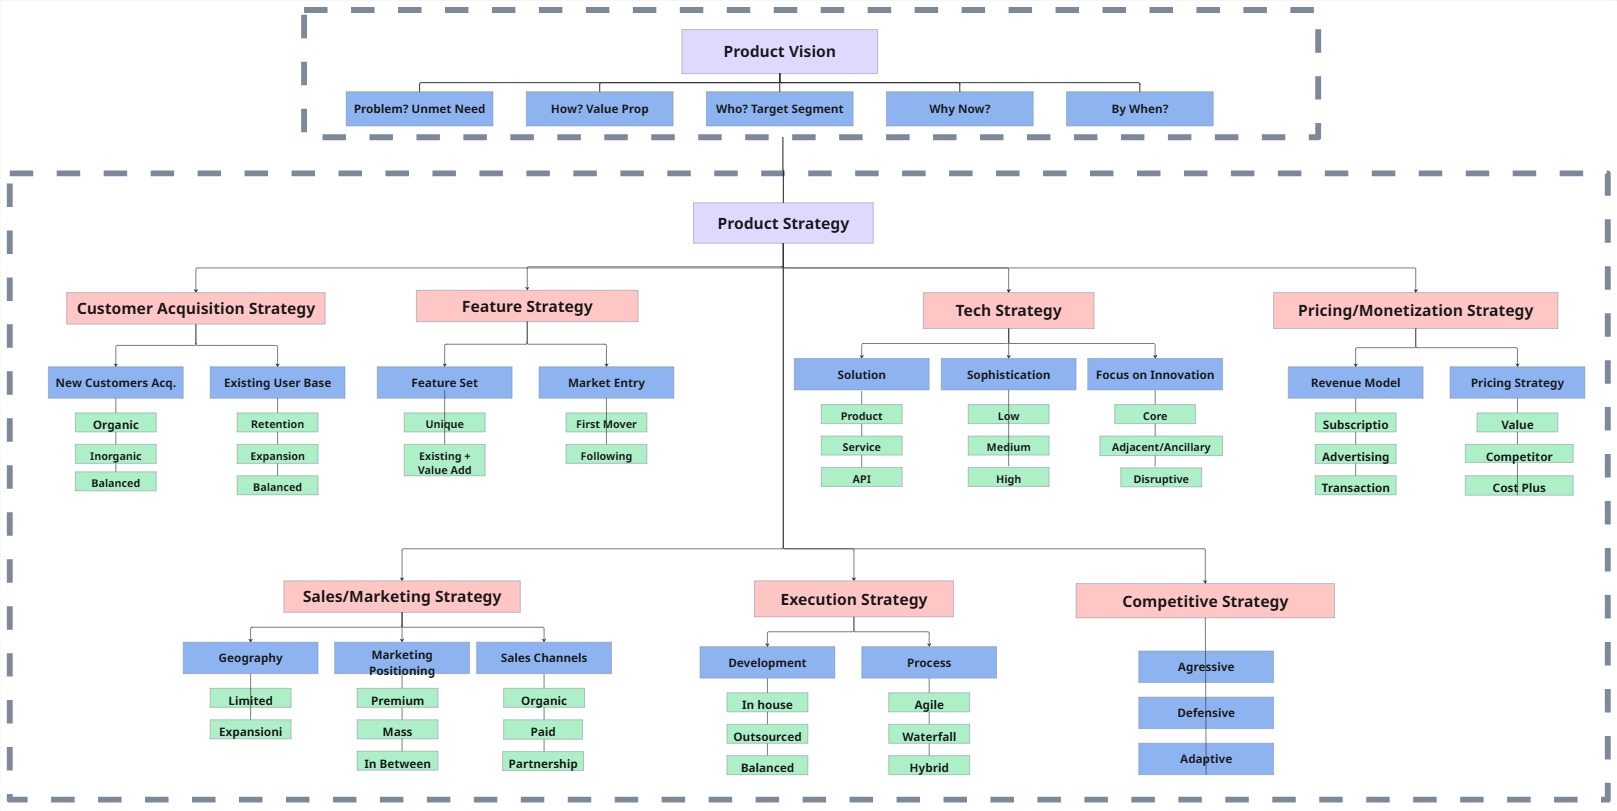 Product Vision
Problem? Unmet Need
How? Value Prop
Who? Target Segment
Why Now?
By When?
Product Strategy
Customer Acquisition Strategy
New Customers Acq.
Organic
Inorganic
Balanced
Existing User Base
Retention
Expansion
Balanced
Feature Strategy
Feature Set
Unique
Existing +
Value Add
Market Entry
First Mover
Following
Tech Strategy
Solution
Product
Service
API
Sophistication
Low
Medium
High
Focus on Innovation
Core
Adjacent/Ancillary
Disruptive
Pricing/Monetization Strategy
Revenue Model
Subscriptio
Advertising
Transaction
Pricing Strategy
Value
Competitor
Cost Plus
Sales/Marketing Strategy
Geography
Limited
Expansioni
Marketing
Positioning
Premium
Mass
In Between
Sales Channels
Organic
Paid
Partnership
Execution Strategy
Development
In house
Outsourced
Balanced
Process
Agile
Waterfall
Hybrid
Competitive Strategy
Agressive
Defensive
Adaptive